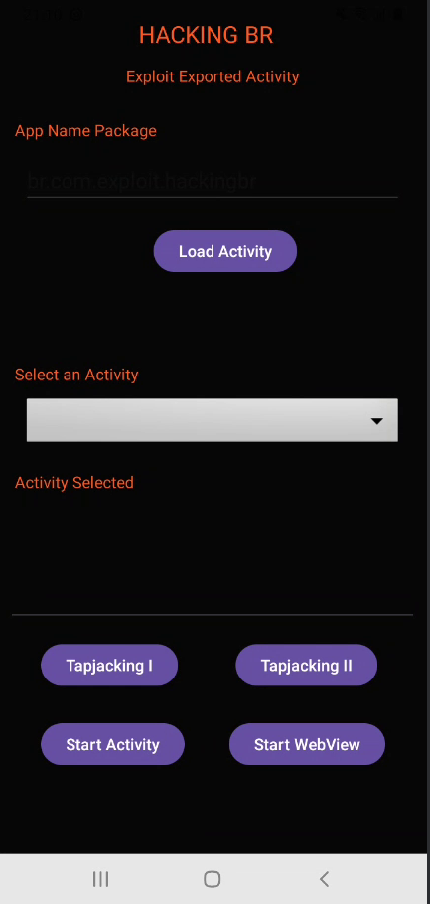 HACKING BR
Exploit Exported Activity
App Name Package
br.com.exploit.hackingbr
Load Activity
Select an Activity
Activity Selected
Tapjacking I
Tapjacking II
Start Activity
Start WebView